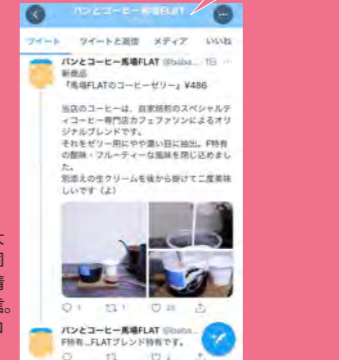 パンとコーヒー馬場FLAT
ツイート ツイートと返信 メディア いいね
パンとコーヒー馬場FLAT @baba... 1日
新商品
『馬場FLATのコーヒーゼリー』¥486
当店のコーヒーは、自家焙煎のスペシャルテ
ィコーヒー専門店カフェファソンによるオリ
ジナルブレンドです。
それをゼリー用にやや濃い目に抽出。F特有
の酸味・フルーティーな風味を閉じ込めまし
た。
別添えの生クリームを後から掛けて二度美味
しいです（よ）
1 1 20
パンとコーヒー馬場FLAT @baba...
F特有...FLATブレンド特有です。
2